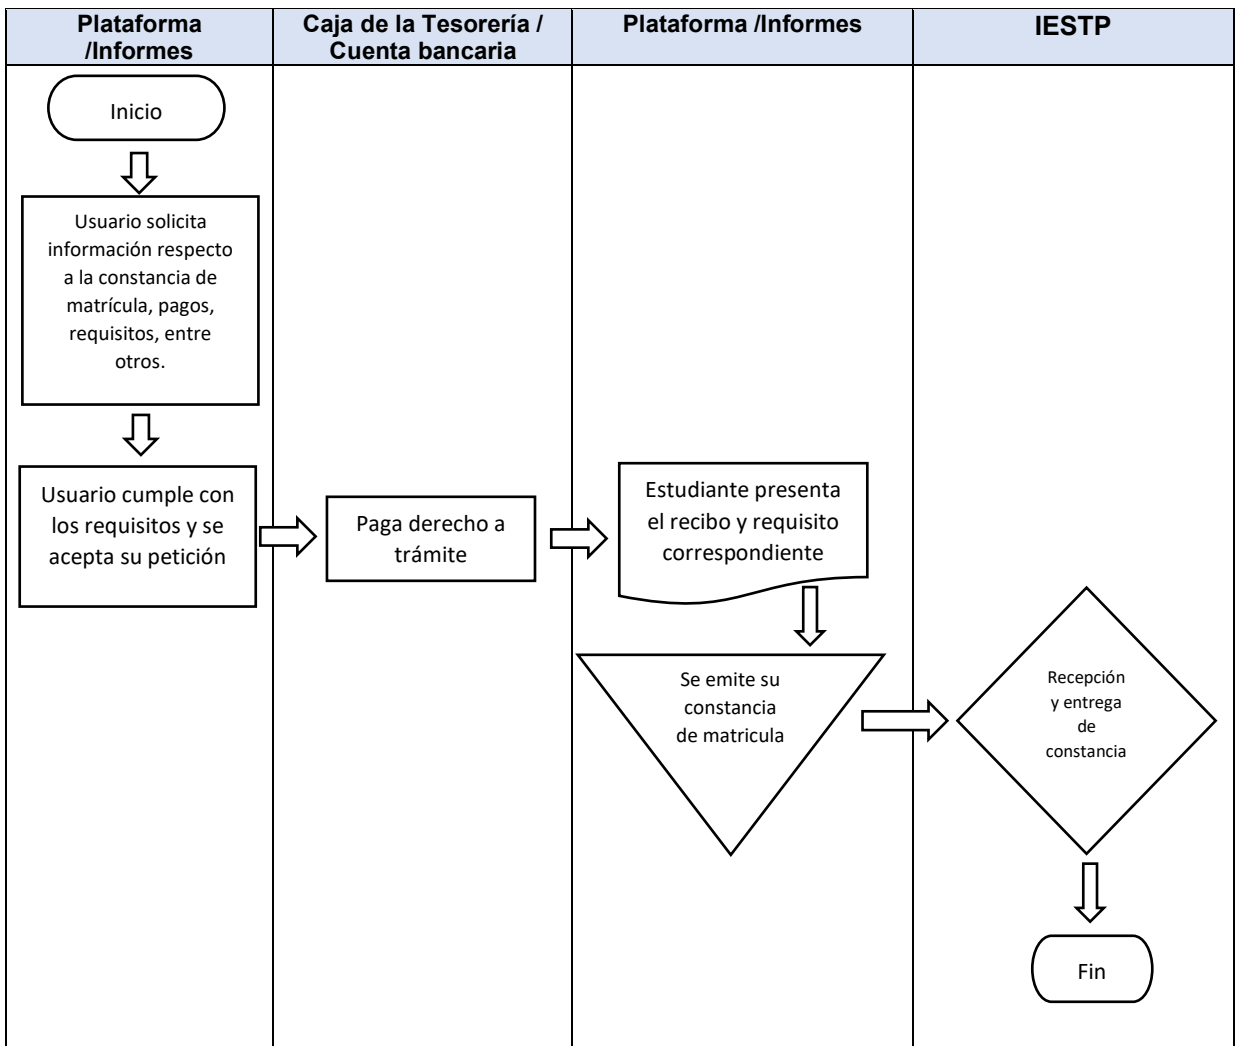 Plataforma
/Informes
Caja de la Tesorería /
Cuenta bancaria
Plataforma /Informes
IESTP
Inicio
Usuario solicita
información respecto
a la constancia de
matrícula, pagos,
requisitos, entre
otros.
Usuario cumple con
los requisitos y se
acepta su petición
Paga derecho a
trámite
Estudiante presenta
el recibo y requisito
correspondiente
Se emite su
constancia
de matricula
Recepción
y entrega
de
constancia
Fin